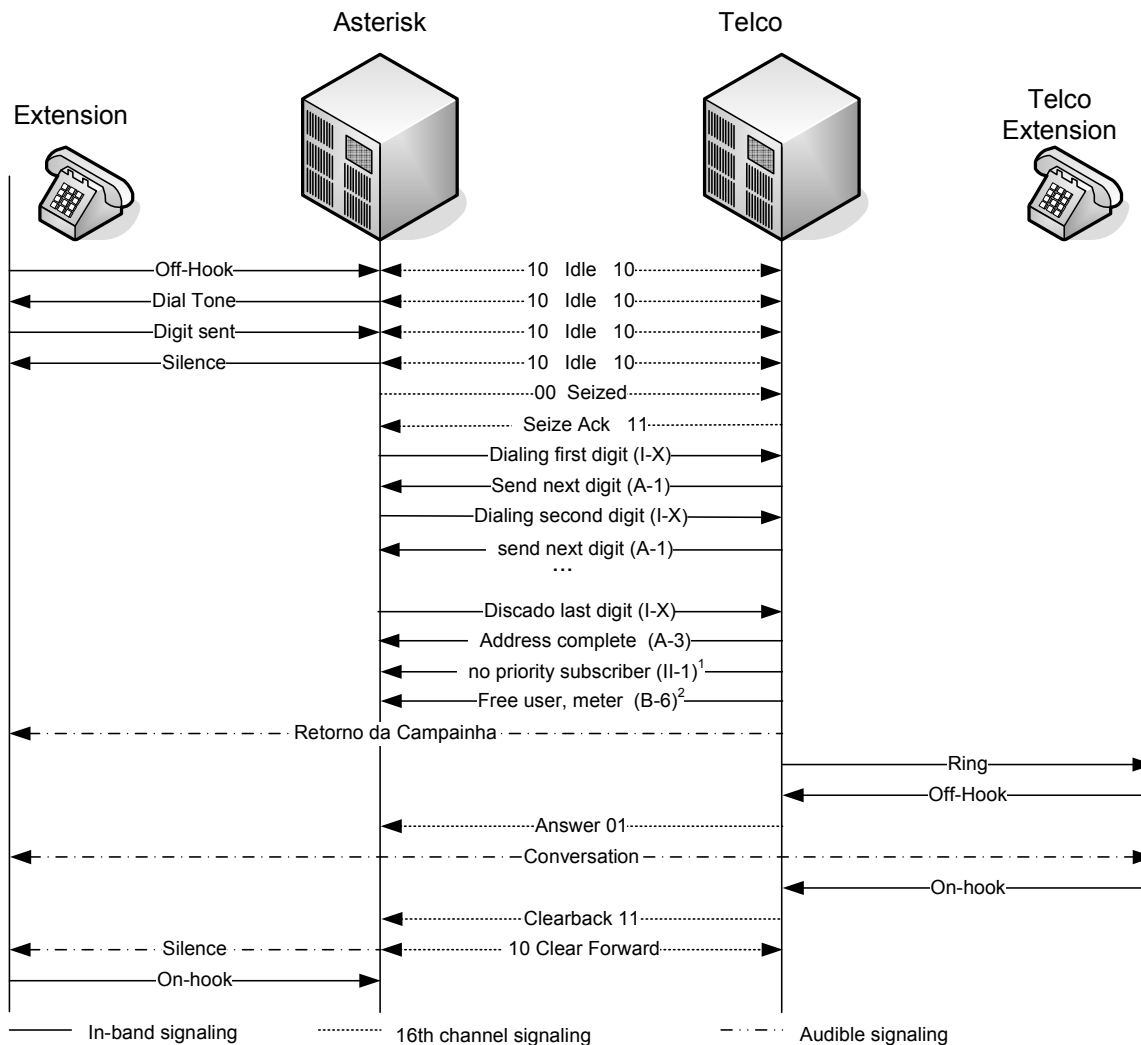 Asterisk
Telco
Extension
Telco
Extension
Off-Hook
10 Idle 10
Dial Tone
10 Idle 10
Digit sent
10 Idle 10
Silence
10 Idle 10
00 Seized
Seize Ack 11
Dialing first digit (I-X)
Send next digit (A-1)
Dialing second digit (I-X)
send next digit (A-1)
...
Discado last digit (I-X)
Address complete (A-3)
no priority subscriber (II-1)1
Free user, meter (B-6)2
Retorno da Campainha
Ring
Off-Hook
Answer 01
Conversation
On-hook
Clearback 11
Silence
10 Clear Forward
On-hook
In-band signaling
16th channel signaling
Audible signaling